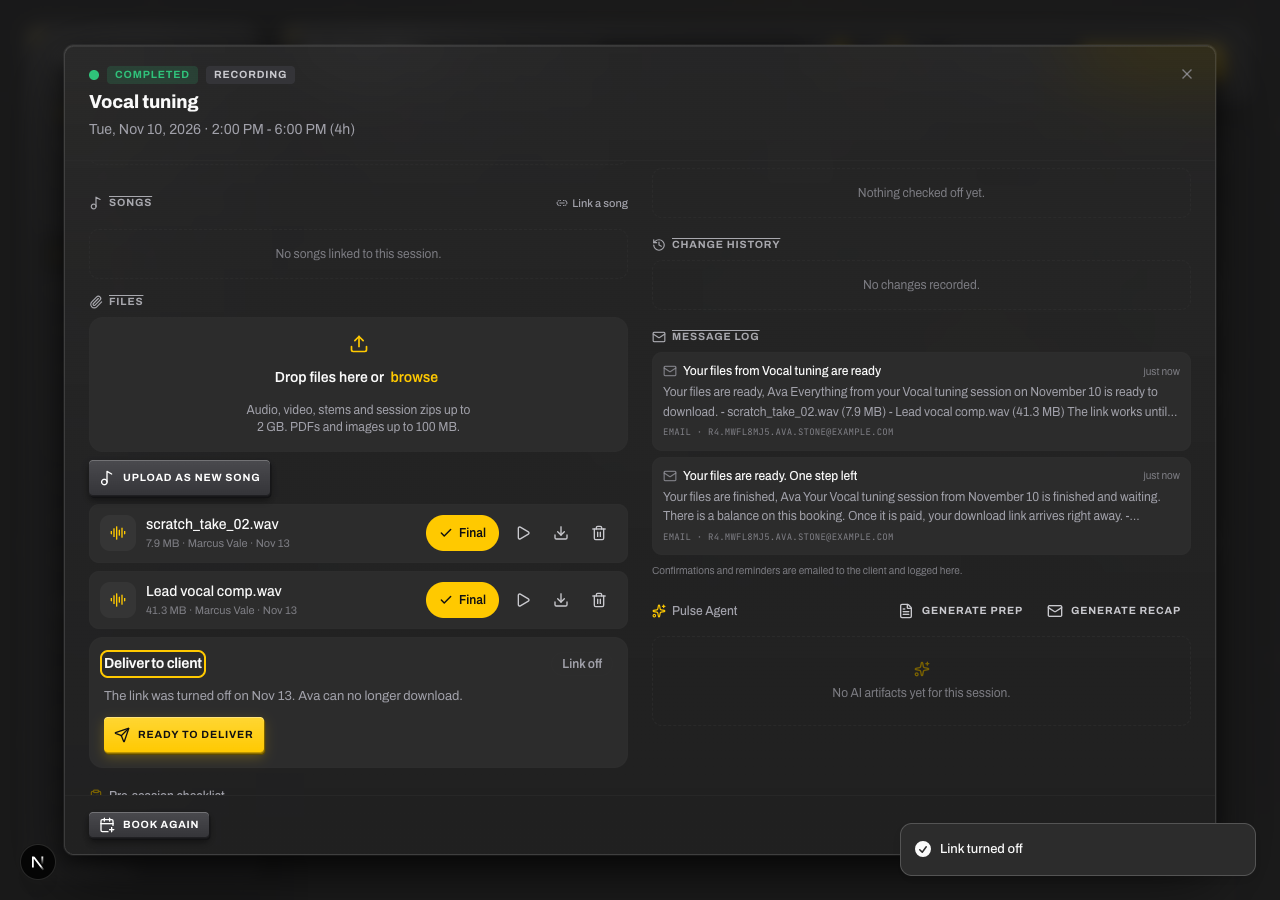 COMPLETED
RECORDING
Vocal tuning
Tue, Nov 10, 2026 · 2:00 PM - 6:00 PM (4h)
SONGS
Link a song
No songs linked to this session.
FILES
Drop files here or browse
Audio, video, stems and session zips up to
2 GB. PDFs and images up to 100 MB.
UPLOAD AS NEW SONG
scratch_take_02.wav
7.9 MB · Marcus Vale · Nov 13
Final
Lead vocal comp.wav
41.3 MB · Marcus Vale · Nov 13
Final
Deliver to client
Link off
The link was turned off on Nov 13. Ava can no longer download.
READY TO DELIVER
Pre-session checklist
Nothing checked off yet.
CHANGE HISTORY
No changes recorded.
MESSAGE LOG
Your files from Vocal tuning are ready
just now
Your files are ready, Ava Everything from your Vocal tuning session on November 10 is ready to
download. - scratch_take_02.wav (7.9 MB) - Lead vocal comp.wav (41.3 MB) The link works until...
EMAIL · R4.MWFL8MJ5.AVA.STONE@EXAMPLE.COM
Your files are ready. One step left
just now
Your files are finished, Ava Your Vocal tuning session from November 10 is finished and waiting.
There is a balance on this booking. Once it is paid, your download link arrives right away. -...
EMAIL · R4.MWFL8MJ5.AVA.STONE@EXAMPLE.COM
Confirmations and reminders are emailed to the client and logged here.
Pulse Agent
GENERATE PREP
GENERATE RECAP
No AI artifacts yet for this session.
BOOK AGAIN
Link turned off
N